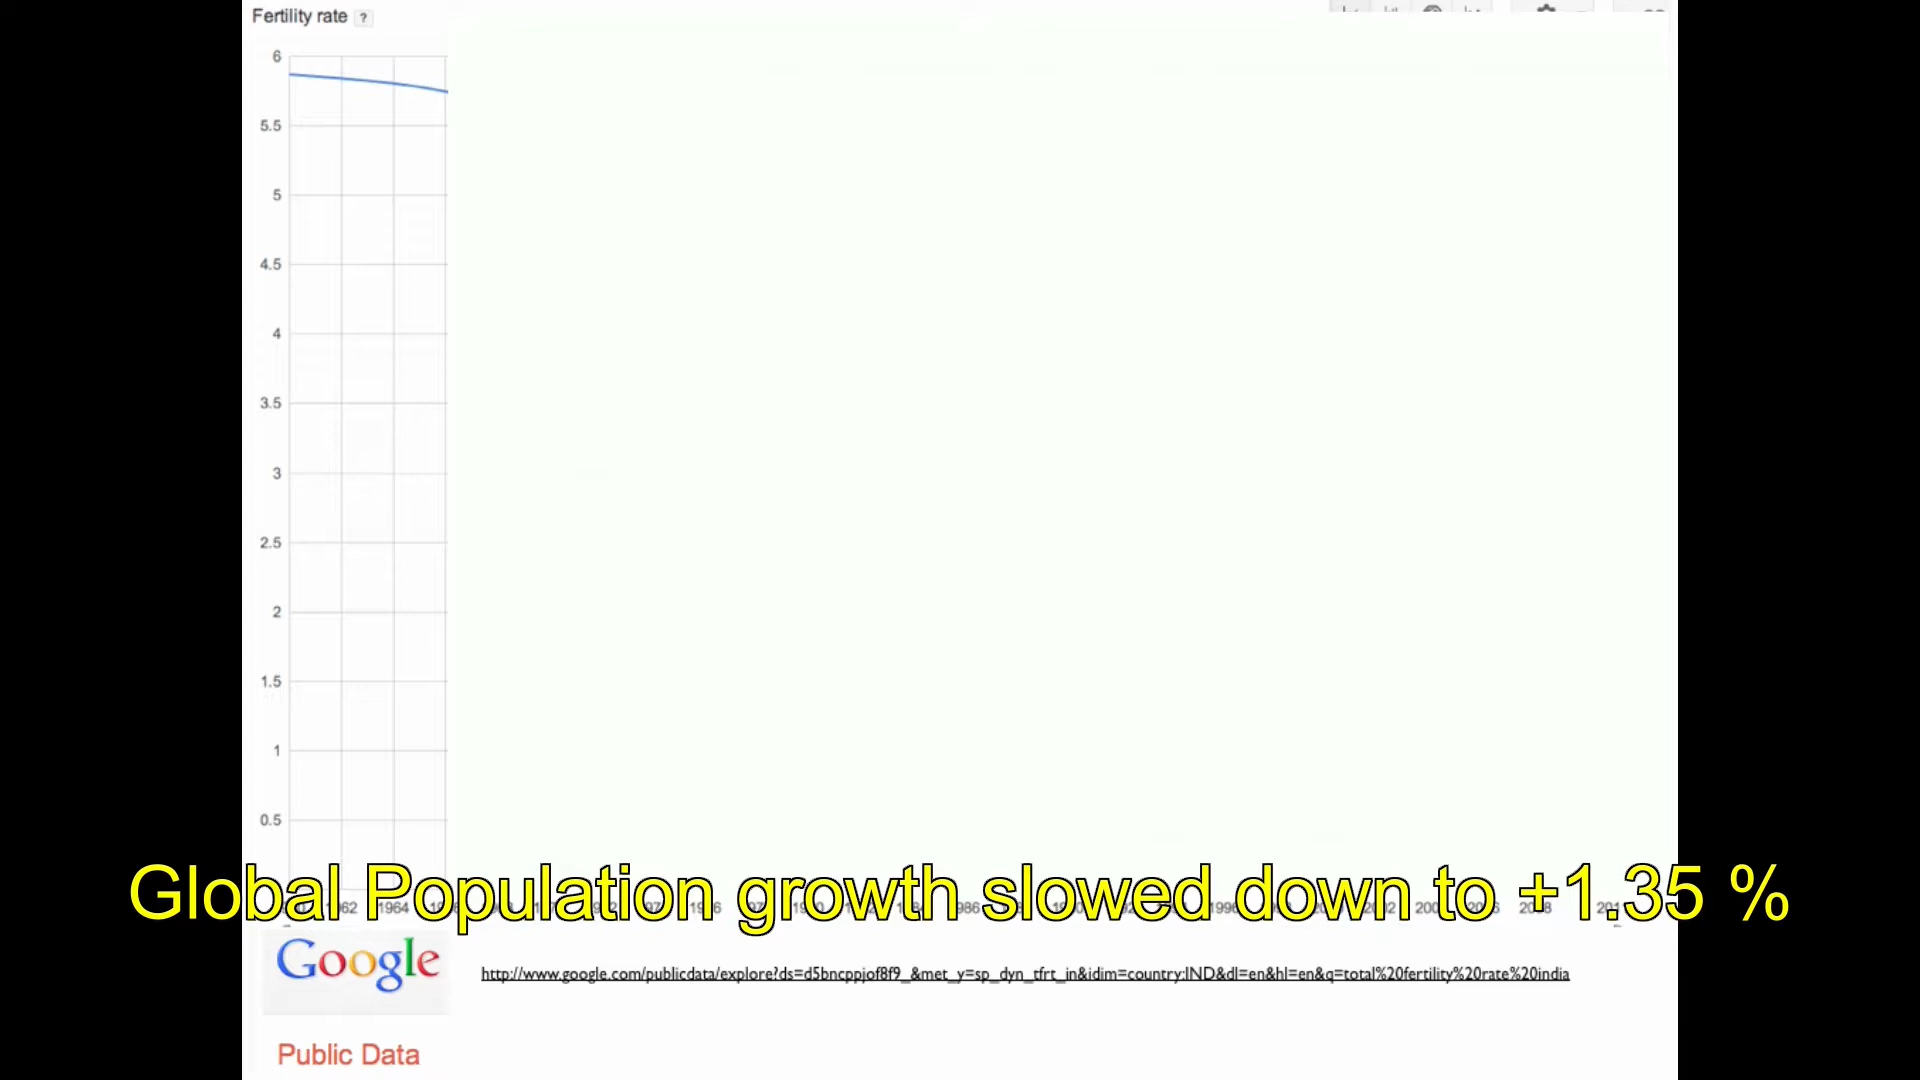 Fertility rate ?
6
5.5
5
4.5
4
3.5
3
2.5
2
1.5
1
0.5
Global Population growth slowed down to +1.35 %
1964
Google
http://www.google.com/publicdata/explore?ds=d5bncppjof8f9_&met_y=sp_dyn_tfrt_in&idim=country:IND&dl=en&hl=en&q=total%20fertility%20rate%20india
Public Data